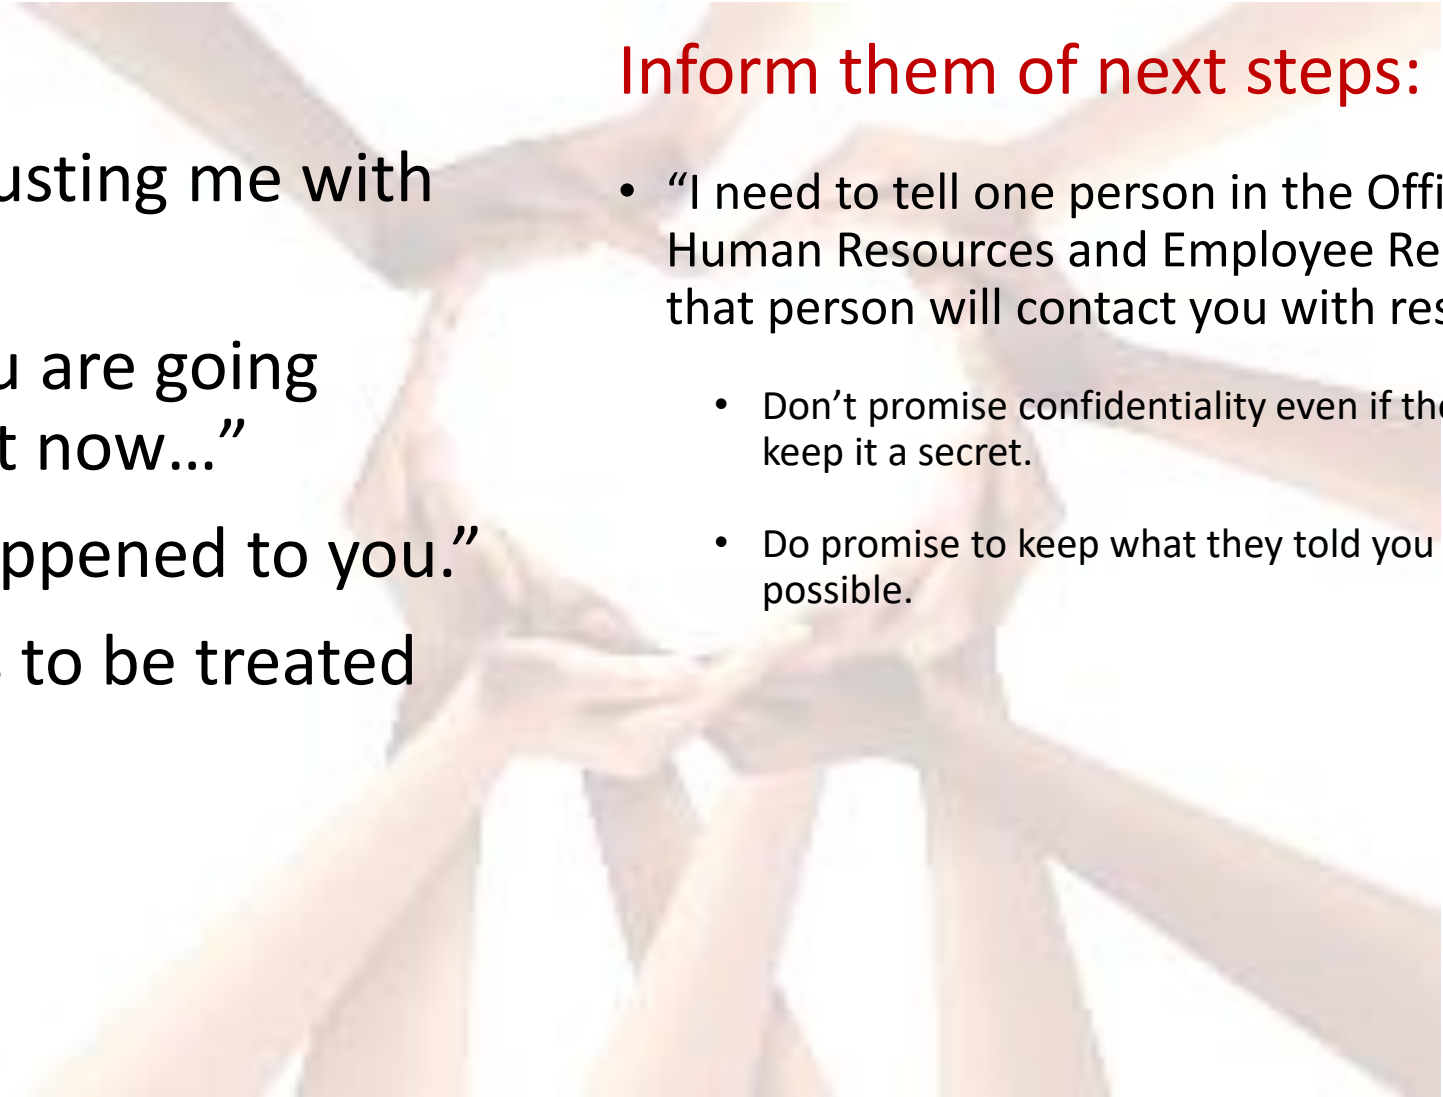 usting me with
u are going
t now…”
ppened to you.”
to be treated
Inform them of next steps:
• “I need to tell one person in the Offi
Human Resources and Employee Re
that person will contact you with res
• Don’t promise confidentiality even if the
keep it a secret.
• Do promise to keep what they told you
possible.